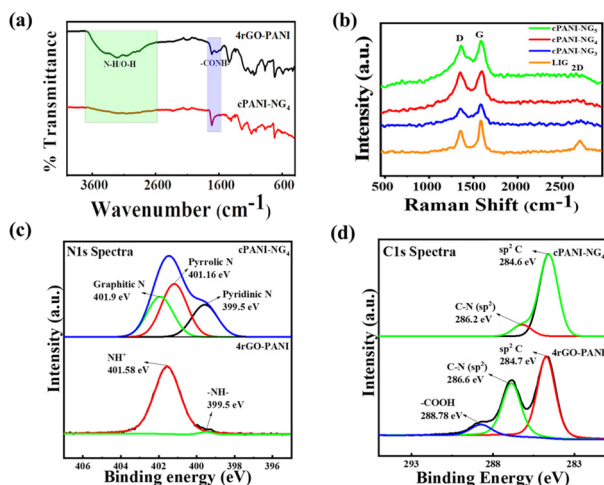 (a)
4rGO-PANI
N-H/O-H
-CONH
cPANI-NG4
% Transmittance
3600 2600 1600 600
Wavenumber (cm-1)
(b)
cPANI-NG5
cPANI-NG4
cPANI-NG3
LIG
D G
2D
Intensity (a.u.)
500 1000 1500 2000 2500
Raman Shift (cm-1)
(c)
N1s Spectra
cPANI-NG4
Graphitic N
401.9 eV
Pyrrolic N
401.16 eV
Pyridinic N
399.5 eV
4rGO-PANI
NH+
401.58 eV
-NH-
399.5 eV
Intensity (a.u.)
406 404 402 400 398 396
Binding energy (eV)
(d)
C1s Spectra
sp2 C
284.6 eV
cPANI-NG4
C-N (sp2)
286.2 eV
sp2 C
284.7 eV
4rGO-PANI
C-N (sp2)
286.6 eV
-COOH
288.78 eV
Intensity (a.u.)
293 288 283
Binding Energy (eV)